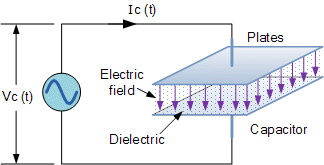 Ic (t)
Plates
Electric
field
Vc (t)
Dielectric
Capacitor